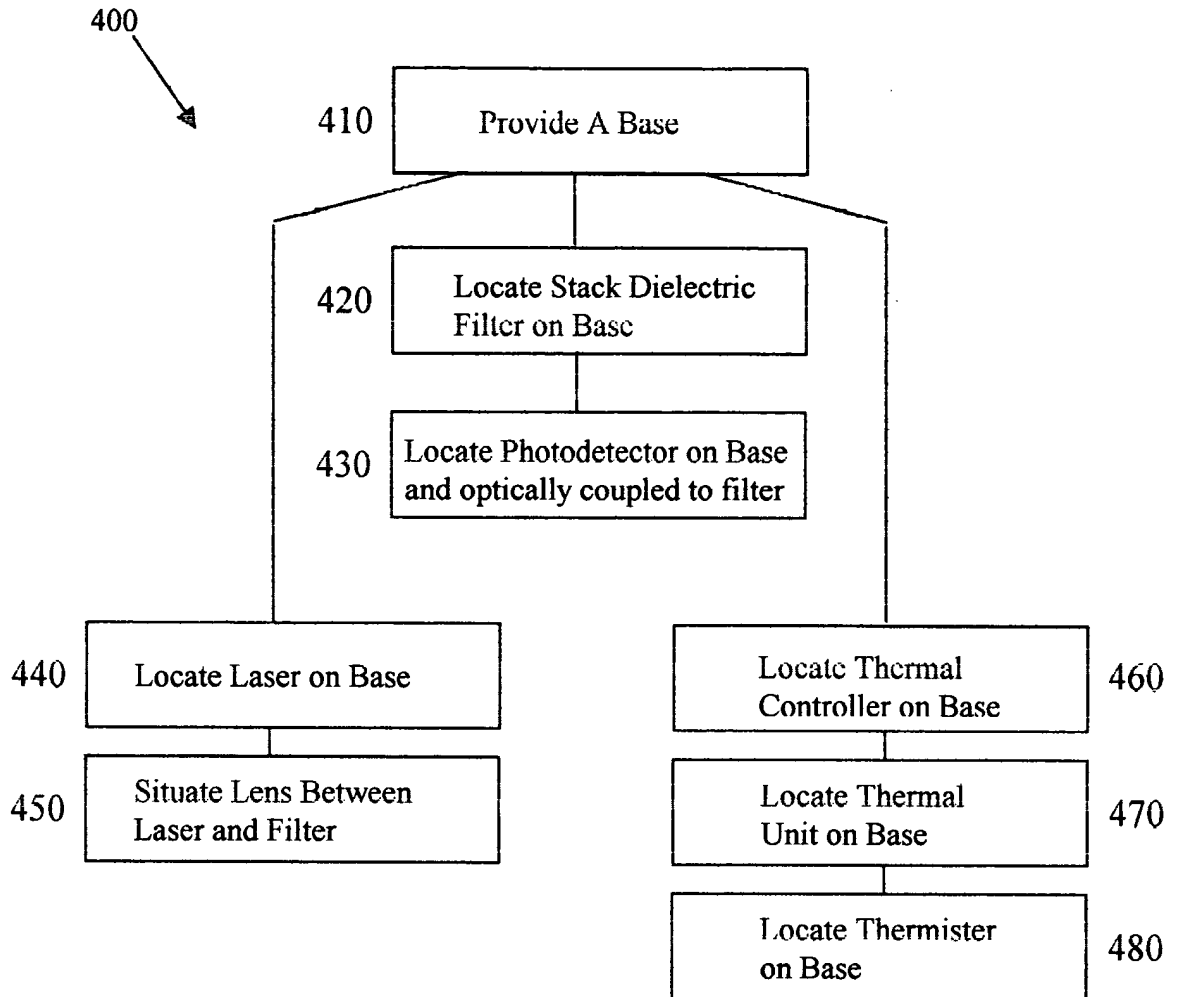 400
410
Provide A Base
420
Locate Stack Dielectric
Filter on Base
430
Locate Photodetector on Base
and optically coupled to filter
440
Locate Laser on Base
450
Situate Lens Between
Laser and Filter
Locate Thermal
Controller on Base
460
Locate Thermal
Unit on Base
470
Locate Thermister
on Base
480